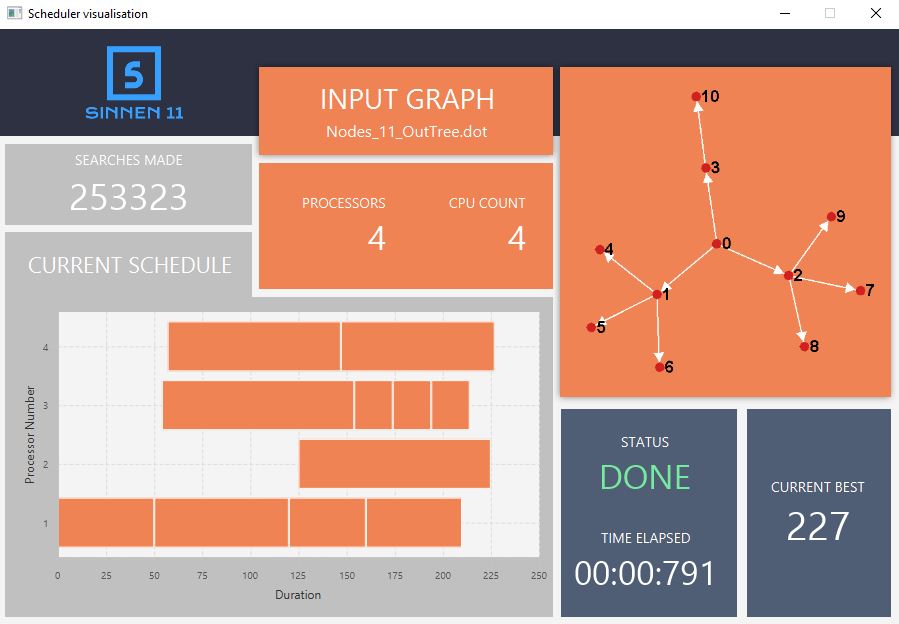 Scheduler visualisation
S
SINNEN 11
INPUT GRAPH
Nodes_11_OutTree.dot
SEARCHES MADE
253323
PROCESSORS
4
CPU COUNT
4
CURRENT SCHEDULE
Processor Number
4
3
2
1
0 25 50 75 100 125 150 175 200 225 250
Duration
10
3
9
0
4
2
7
1
5
8
6
STATUS
DONE
TIME ELAPSED
00:00:791
CURRENT BEST
227